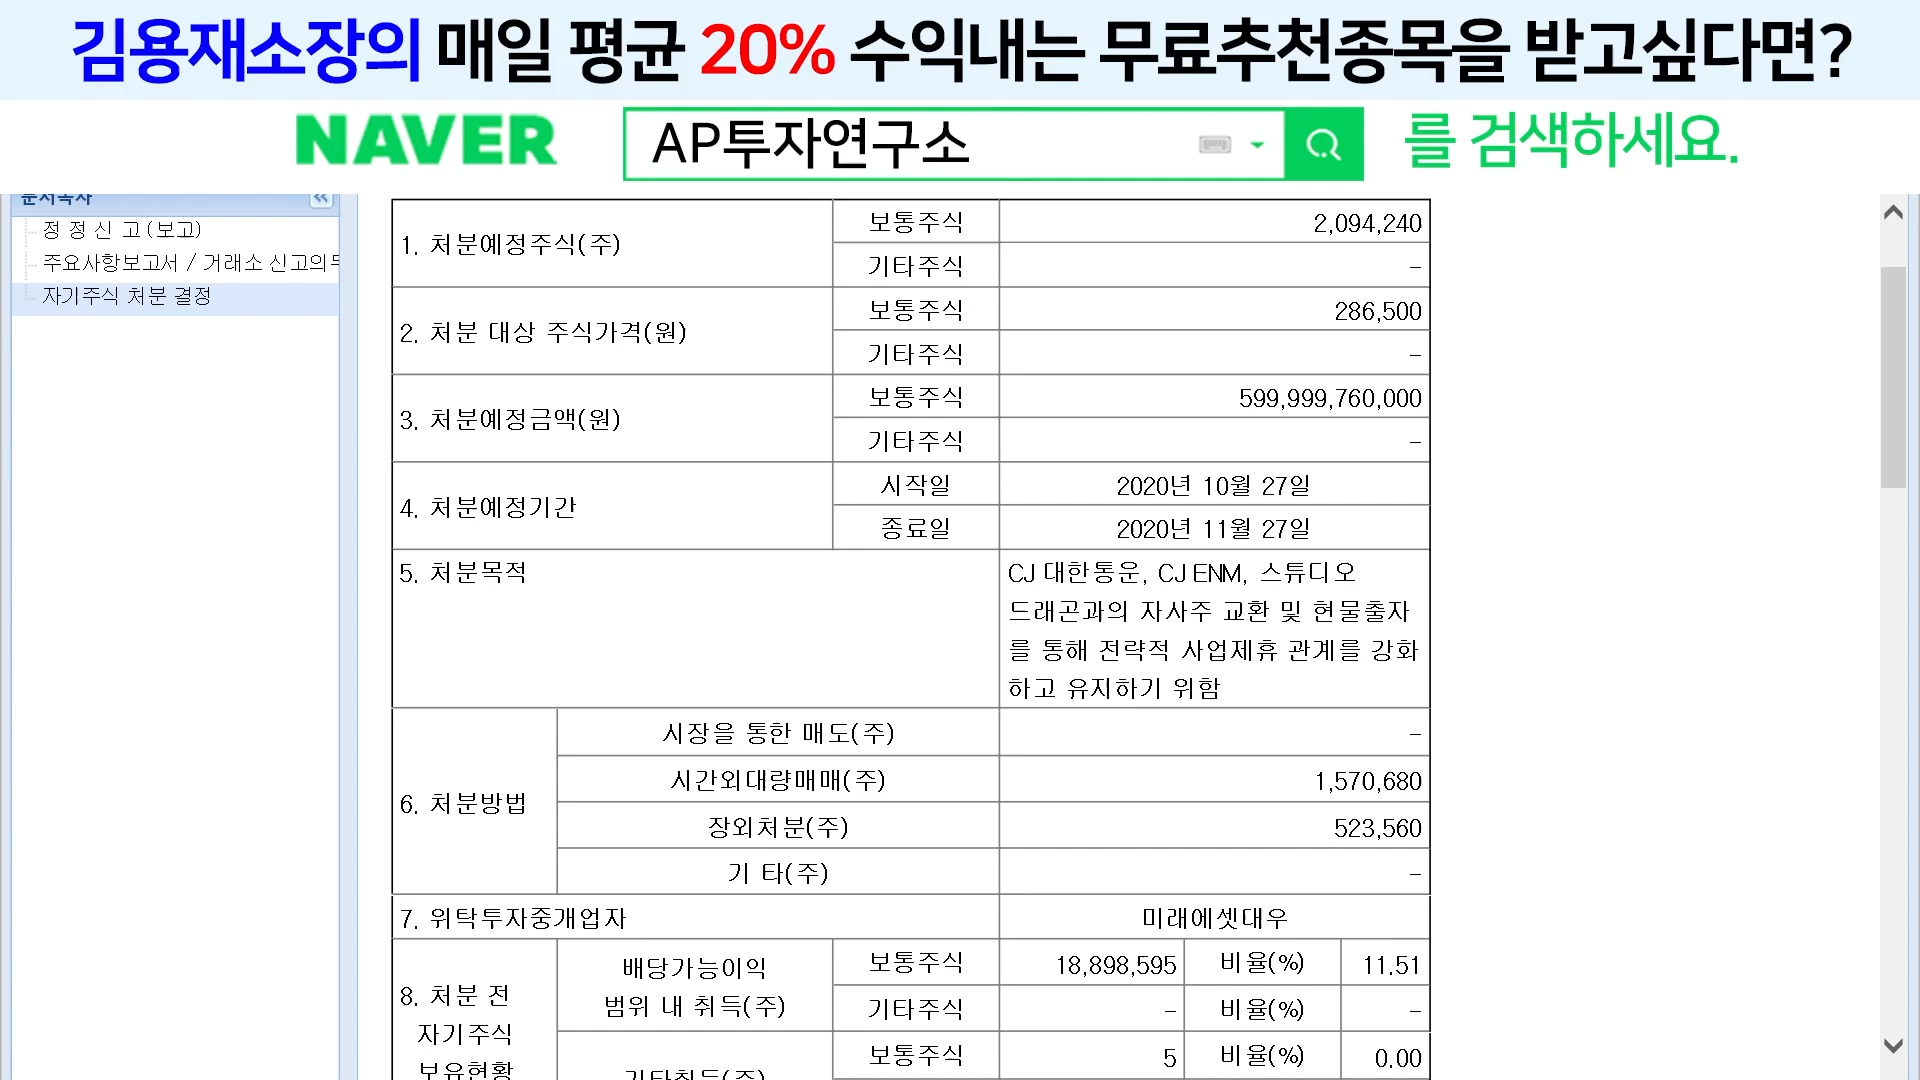 김용재소장의 매일 평균 20% 수익내는 무료추천종목을 받고싶다면?
NAVER AP투자연구소 를 검색하세요.
문서목차
정 정 신 고 (보고)
주요사항보고서 / 거래소 신고의무
자기주식 처분 결정
1. 처분예정주식(주) 보통주식 2,094,240
기타주식 -
2. 처분 대상 주식가격(원) 보통주식 286,500
기타주식 -
3. 처분예정금액(원) 보통주식 599,999,760,000
기타주식 -
4. 처분예정기간 시작일 2020년 10월 27일
종료일 2020년 11월 27일
5. 처분목적 CJ대한통운, CJ ENM, 스튜디오
드래곤과의 자사주 교환 및 현물출자
를 통해 전략적 사업제휴 관계를 강화
하고 유지하기 위함
6. 처분방법 시장을 통한 매도(주) -
시간외대량매매(주) 1,570,680
장외처분(주) 523,560
기 타(주) -
7. 위탁투자중개업자 미래에셋대우
8. 처분 전
자기주식
보유현황
배당가능이익
범위 내 취득(주)
보통주식 18,898,595 비율(%) 11.51
기타주식 - 비율(%) -
기타취득(주) 보통주식 5 비율(%) 0.00